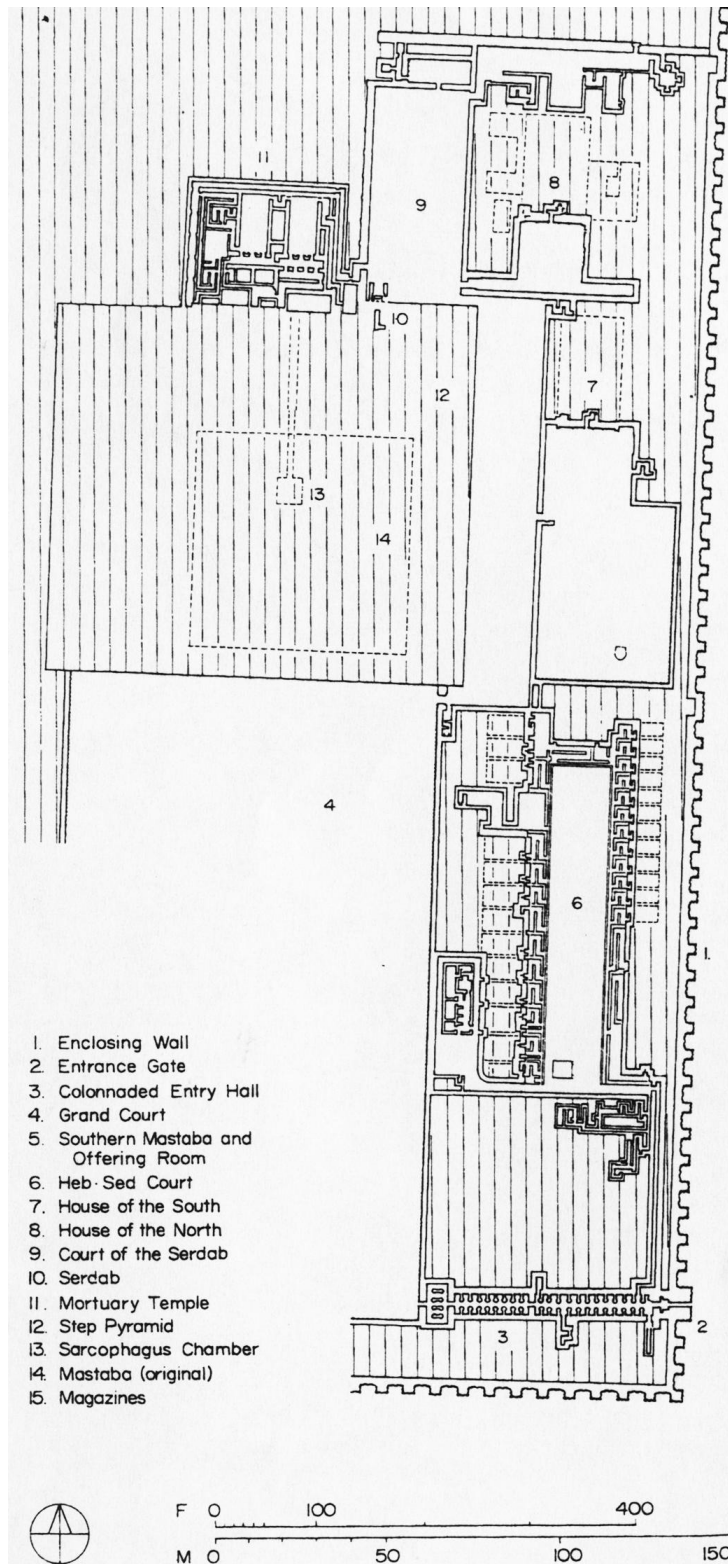 11
9
8
10
12
7
13
14
4
6
1.
1. Enclosing Wall
2. Entrance Gate
3. Colonnaded Entry Hall
4. Grand Court
5. Southern Mastaba and
Offering Room
6. Heb-Sed Court
7. House of the South
8. House of the North
9. Court of the Serdab
10. Serdab
11. Mortuary Temple
12. Step Pyramid
13. Sarcophagus Chamber
14. Mastaba (original)
15. Magazines
3
2
F 0 100 400
M 0 50 100 150